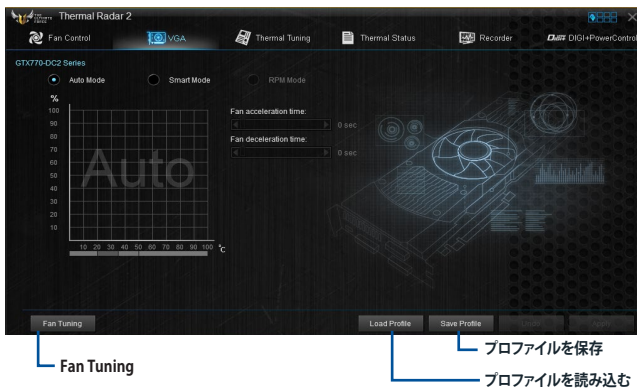 THE ULTIMATE FORCE
Thermal Radar 2
Fan Control
VGA
Thermal Tuning
Thermal Status
Recorder
DIGI+PowerControl
GTX770-DC2 Series
Auto Mode
Smart Mode
RPM Mode
%
100
90
80
70
60
50
40
30
20
10
Auto
10 20 30 40 50 60 70 80 90 100 °C
Fan acceleration time:
0 sec
Fan deceleration time:
0 sec
Fan Tuning
Load Profile
Save Profile
Apply
Fan Tuning
プロファイルを保存
プロファイルを読み込む